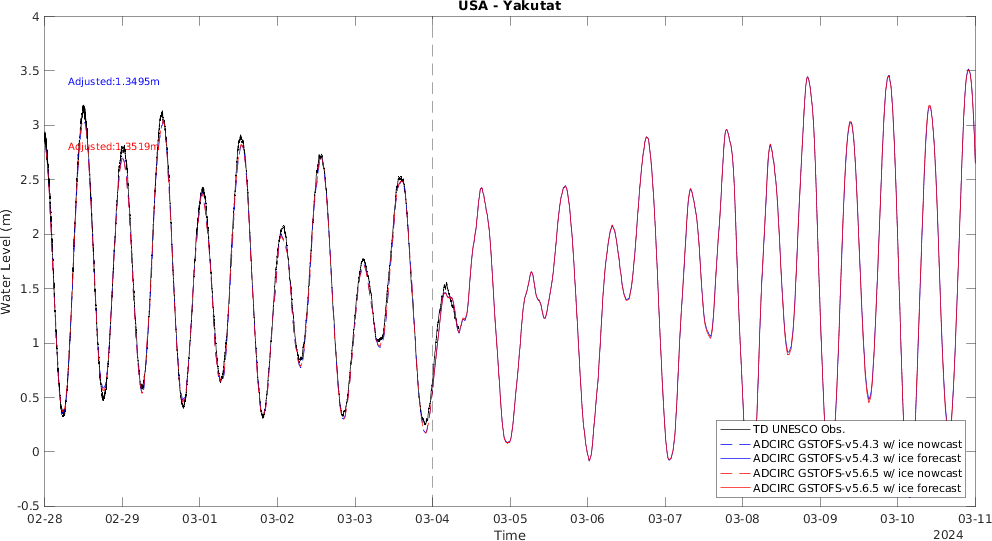 USA - Yakutat
4
3.5
3
2.5
2
1.5
1
0.5
0
-0.5
Water Level (m)
Adjusted:1.3495m
Adjusted:1.3519m
TD UNESCO Obs.
ADCIRC GSTOFS-v5.4.3 w/ ice nowcast
ADCIRC GSTOFS-v5.4.3 w/ ice forecast
ADCIRC GSTOFS-v5.6.5 w/ ice nowcast
ADCIRC GSTOFS-v5.6.5 w/ ice forecast
02-28 02-29 03-01 03-02 03-03 03-04 03-05 03-06 03-07 03-08 03-09 03-10 03-11
Time
2024